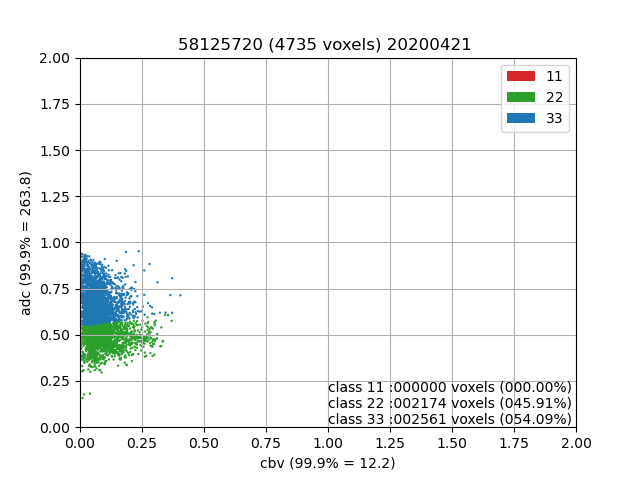 58125720 (4735 voxels) 20200421
2.00
1.75
1.50
1.25
1.00
0.75
0.50
0.25
0.00
adc (99.9% = 263.8)
11
22
33
class 11 :000000 voxels (000.00%)
class 22 :002174 voxels (045.91%)
class 33 :002561 voxels (054.09%)
0.00 0.25 0.50 0.75 1.00 1.25 1.50 1.75 2.00
cbv (99.9% = 12.2)